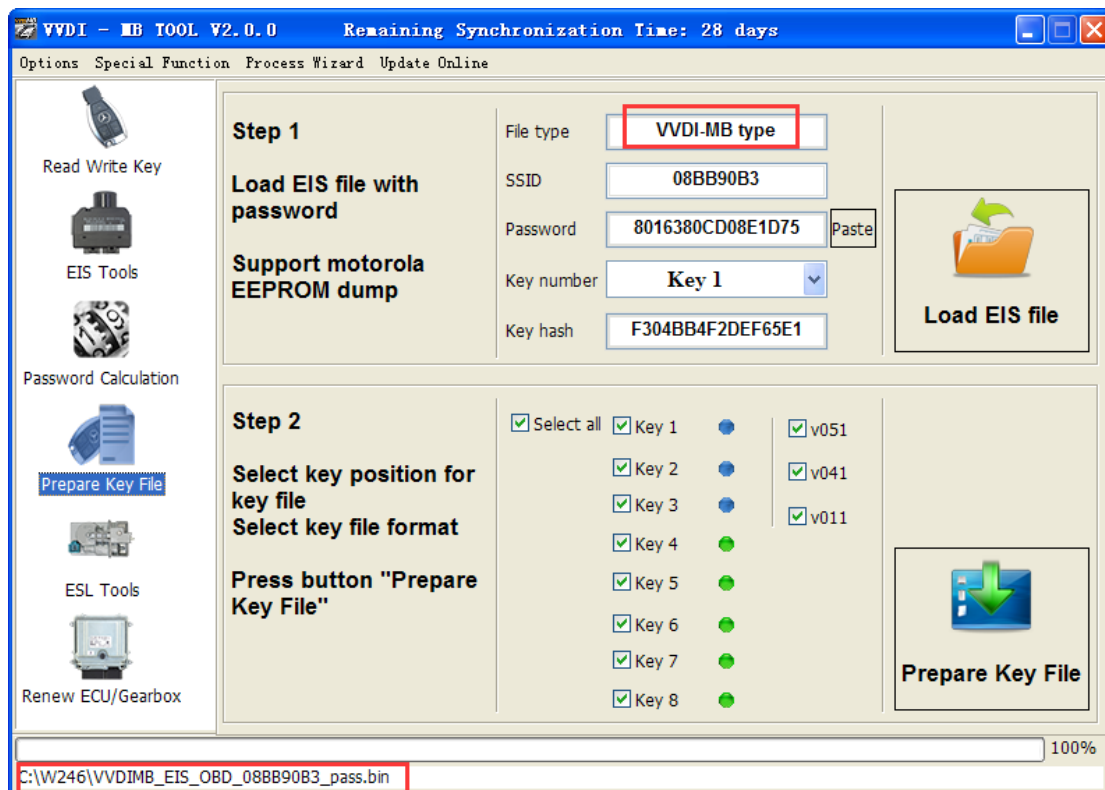 VVDI - MB TOOL V2.0.0 Remaining Synchronization Time: 28 days
Options Special Function Process Wizard Update Online
Read Write Key
EIS Tools
Password Calculation
Prepare Key File
ESL Tools
Renew ECU/Gearbox
Step 1
Load EIS file with
password
Support motorola
EEPROM dump
File type VVDI-MB type
SSID 08BB90B3
Password 8016380CD08E1D75 Paste
Key number Key 1
Key hash F304BB4F2DEF65E1
Load EIS file
Step 2
Select key position for
key file
Select key file format
Press button "Prepare
Key File"
Select all Key 1 v051
Key 2 v041
Key 3 v011
Key 4
Key 5
Key 6
Key 7
Key 8
Prepare Key File
100%
C:\W246\VVDIMB_EIS_OBD_08BB90B3_pass.bin